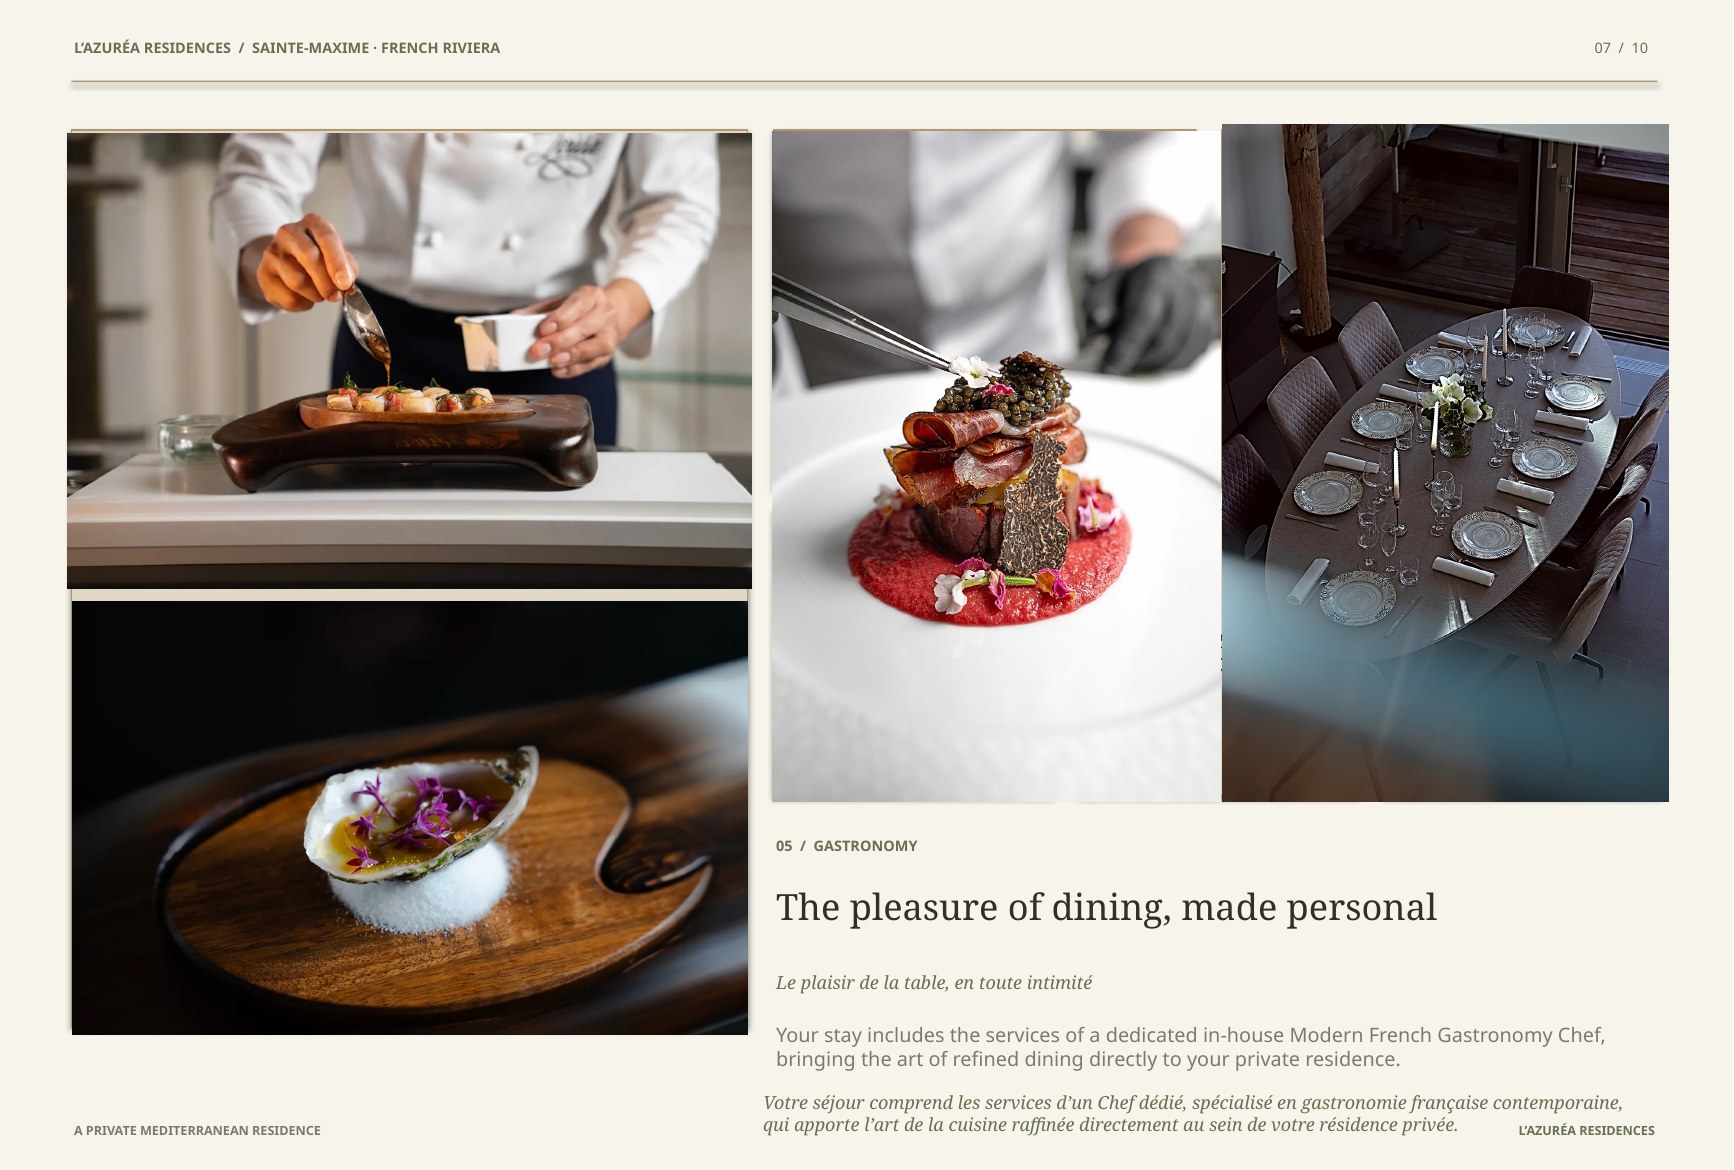 L’AZURÉA RESIDENCES / SAINTE-MAXIME · FRENCH RIVIERA
07 / 10
05 / GASTRONOMY
The pleasure of dining, made personal
Le plaisir de la table, en toute intimité
Your stay includes the services of a dedicated in-house Modern French Gastronomy Chef,
bringing the art of refined dining directly to your private residence.
Votre séjour comprend les services d’un Chef dédié, spécialisé en gastronomie française contemporaine,
qui apporte l’art de la cuisine raffinée directement au sein de votre résidence privée.
A PRIVATE MEDITERRANEAN RESIDENCE
L’AZURÉA RESIDENCES